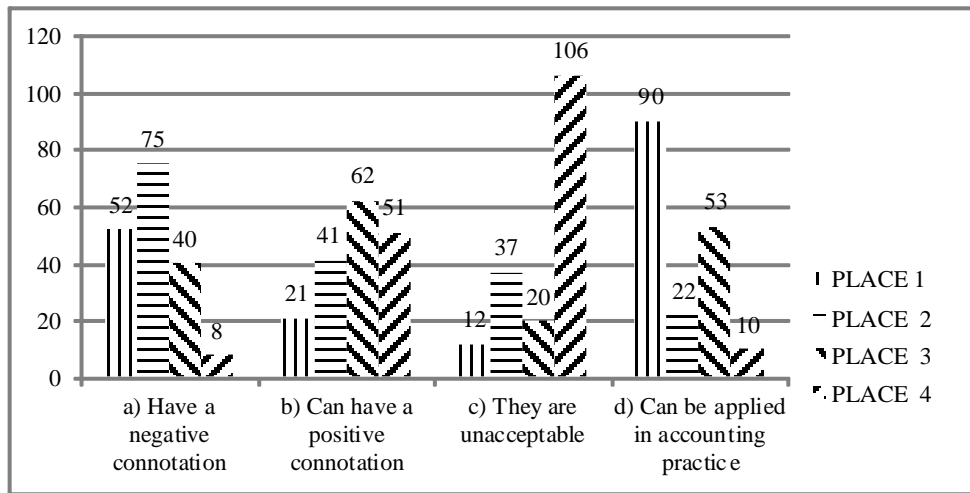 120
100
80
60
40
20
0
52
75
40
8
21
41
62
51
12
37
20
106
90
22
53
10
a) Have a
negative
connotation
b) Can have a
positive
connotation
c) They are
unacceptable
d) Can be applied
in accounting
practice
PLACE 1
PLACE 2
PLACE 3
PLACE 4